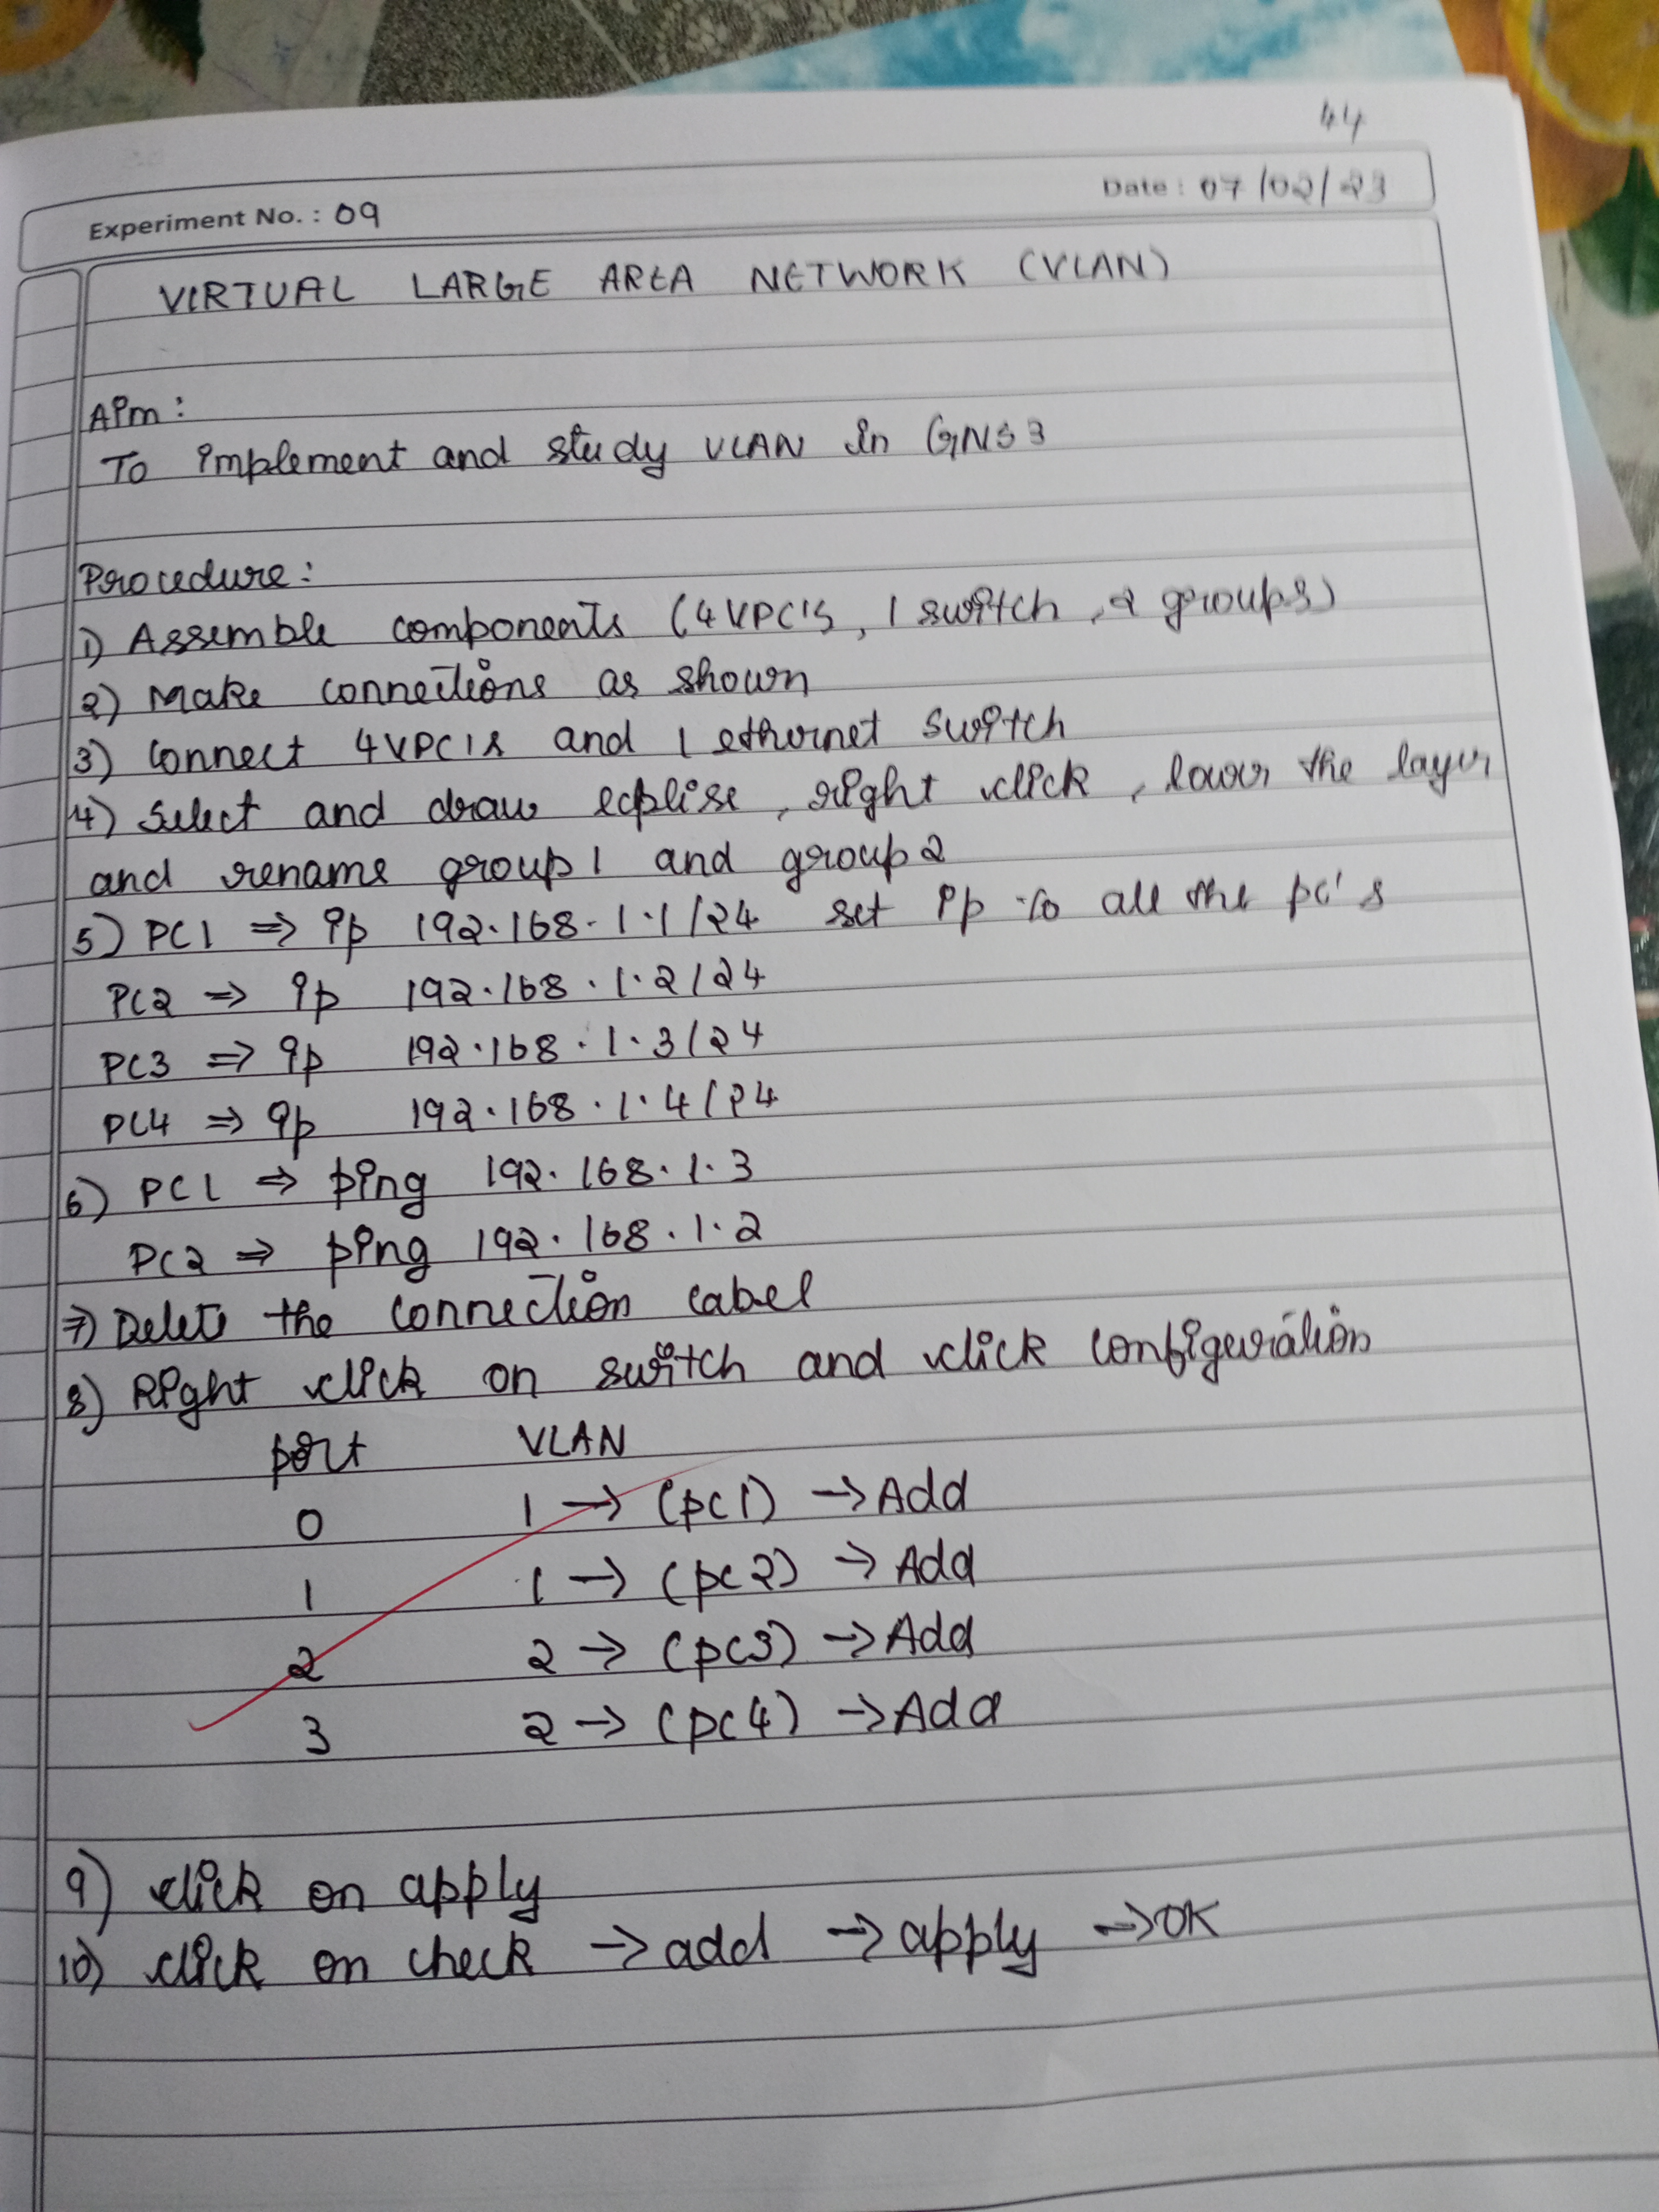 44
Experiment No. : 09
Date : 07/02/23
VIRTUAL LARGE AREA NETWORK (VLAN)
Aim :
To implement and study VLAN in GNS3
Procedure :
1) Assemble components (4VPC's, 1 switch, 2 groups)
2) Make connections as shown
3) Connect 4VPC's and 1 ethernet switch
4) Select and draw ecplise, right click, lower the layer
and rename group1 and group2
5) PC1 ⇒ ip 192.168.1.1/24 set ip to all the pc's
PC2 ⇒ ip 192.168.1.2/24
PC3 ⇒ ip 192.168.1.3/24
PC4 ⇒ ip 192.168.1.4/24
6) PC1 ⇒ ping 192.168.1.3
PC2 ⇒ ping 192.168.1.2
7) Delete the connection cabel
8) Right click on switch and click configuration
port VLAN
0 1 → (pc1) → Add
1 1 → (pc2) → Add
2 2 → (pc3) → Add
3 2 → (pc4) → Add
9) click on apply
10) click on check → add → apply → OK